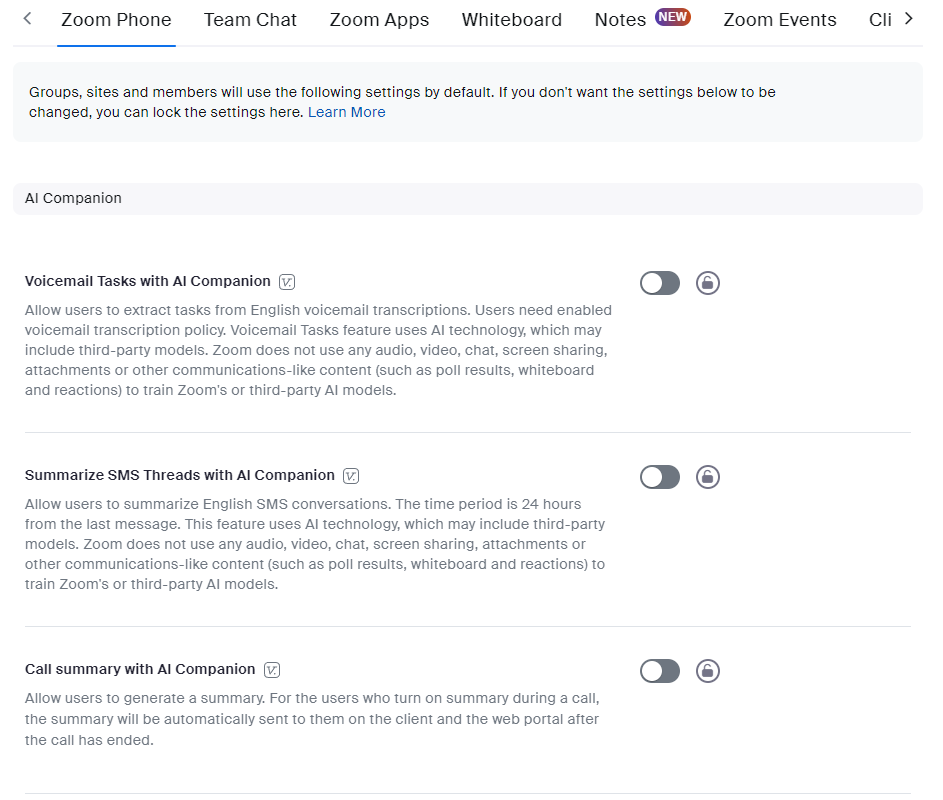 Zoom Phone Team Chat Zoom Apps Whiteboard Notes NEW Zoom Events Cli
Groups, sites and members will use the following settings by default. If you don't want the settings below to be
changed, you can lock the settings here. Learn More
AI Companion
Voicemail Tasks with AI Companion V.
Allow users to extract tasks from English voicemail transcriptions. Users need enabled
voicemail transcription policy. Voicemail Tasks feature uses AI technology, which may
include third-party models. Zoom does not use any audio, video, chat, screen sharing,
attachments or other communications-like content (such as poll results, whiteboard
and reactions) to train Zoom's or third-party AI models.
Summarize SMS Threads with AI Companion V.
Allow users to summarize English SMS conversations. The time period is 24 hours
from the last message. This feature uses AI technology, which may include third-party
models. Zoom does not use any audio, video, chat, screen sharing, attachments or
other communications-like content (such as poll results, whiteboard and reactions) to
train Zoom's or third-party AI models.
Call summary with AI Companion V.
Allow users to generate a summary. For the users who turn on summary during a call,
the summary will be automatically sent to them on the client and the web portal after
the call has ended.